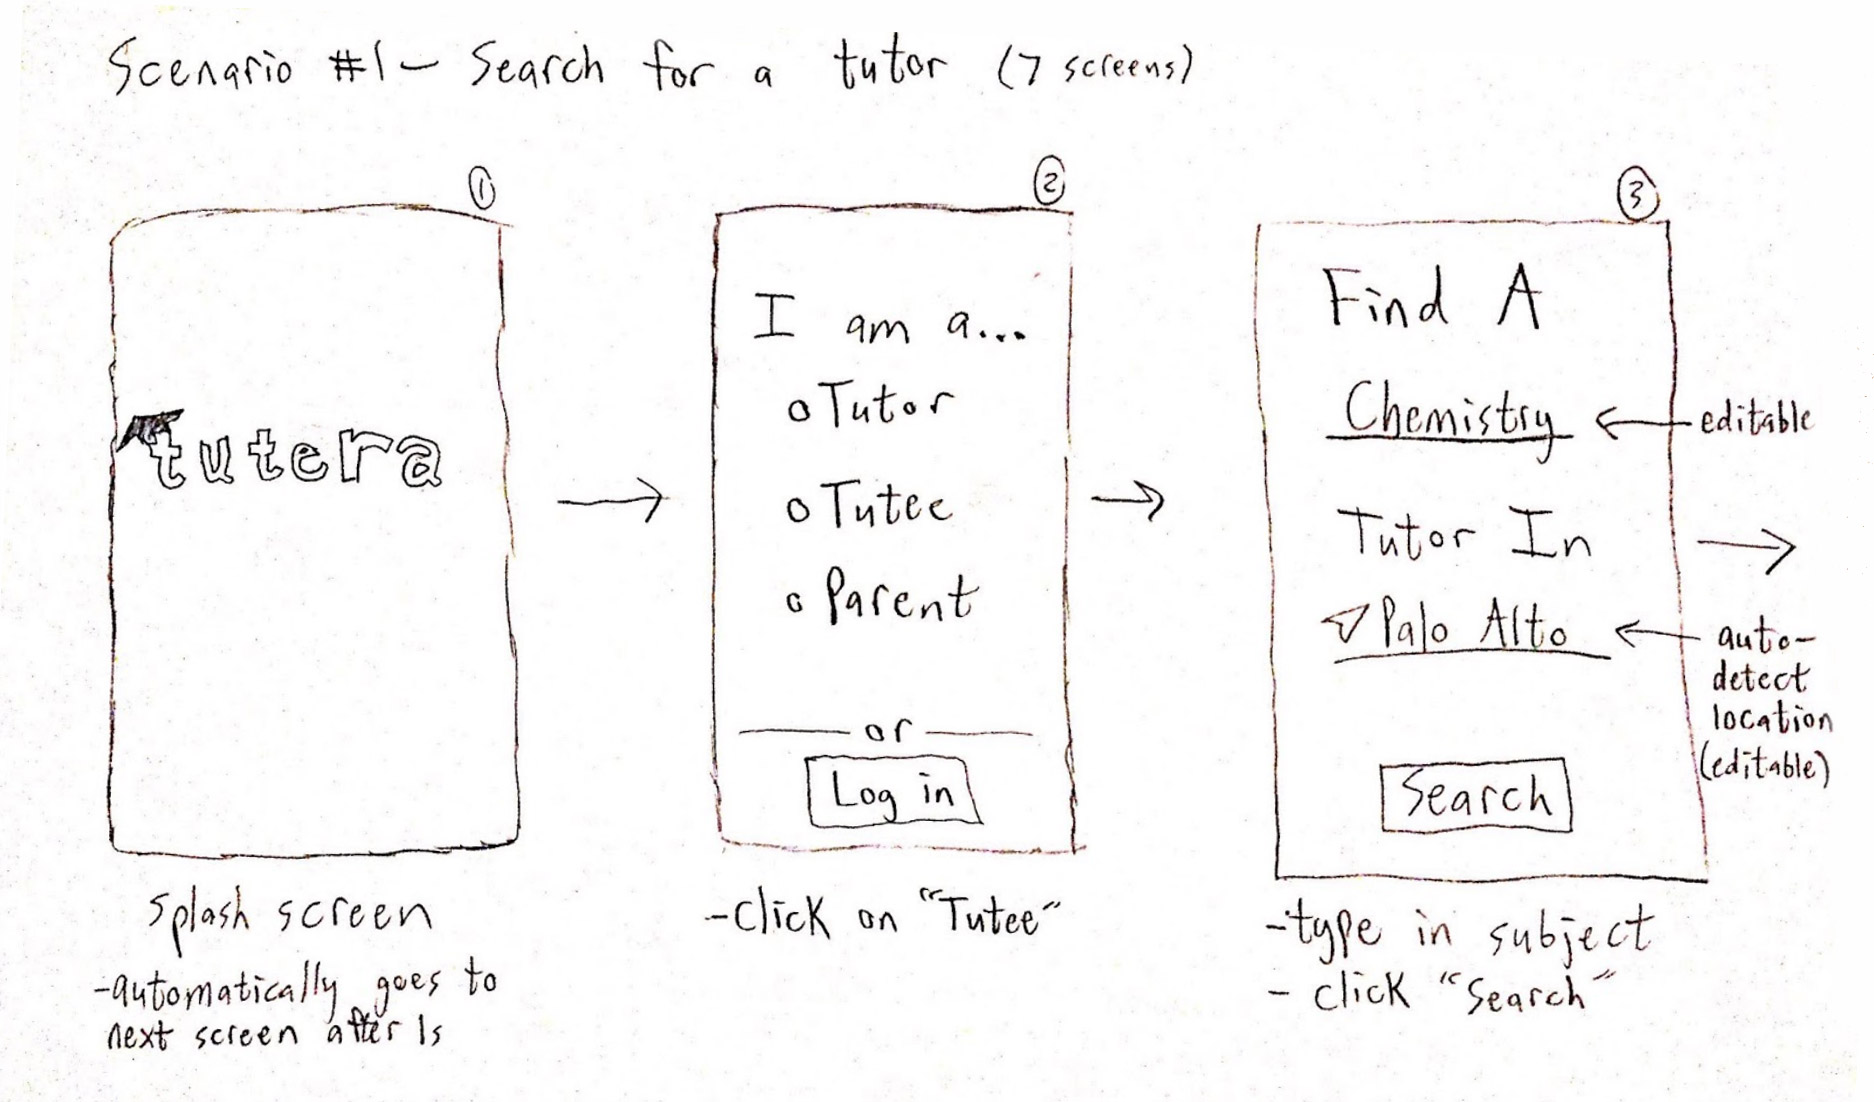 Scenario #1 – Search for a tutor (7 screens)
①
tutera
splash screen
-automatically goes to
next screen after 1s
②
I am a...
o Tutor
o Tutee
o Parent
or
Log in
-click on "Tutee"
③
Find A
Chemistry
editable
Tutor In
Palo Alto
auto-
detect
location
(editable)
Search
-type in subject
- click "Search"